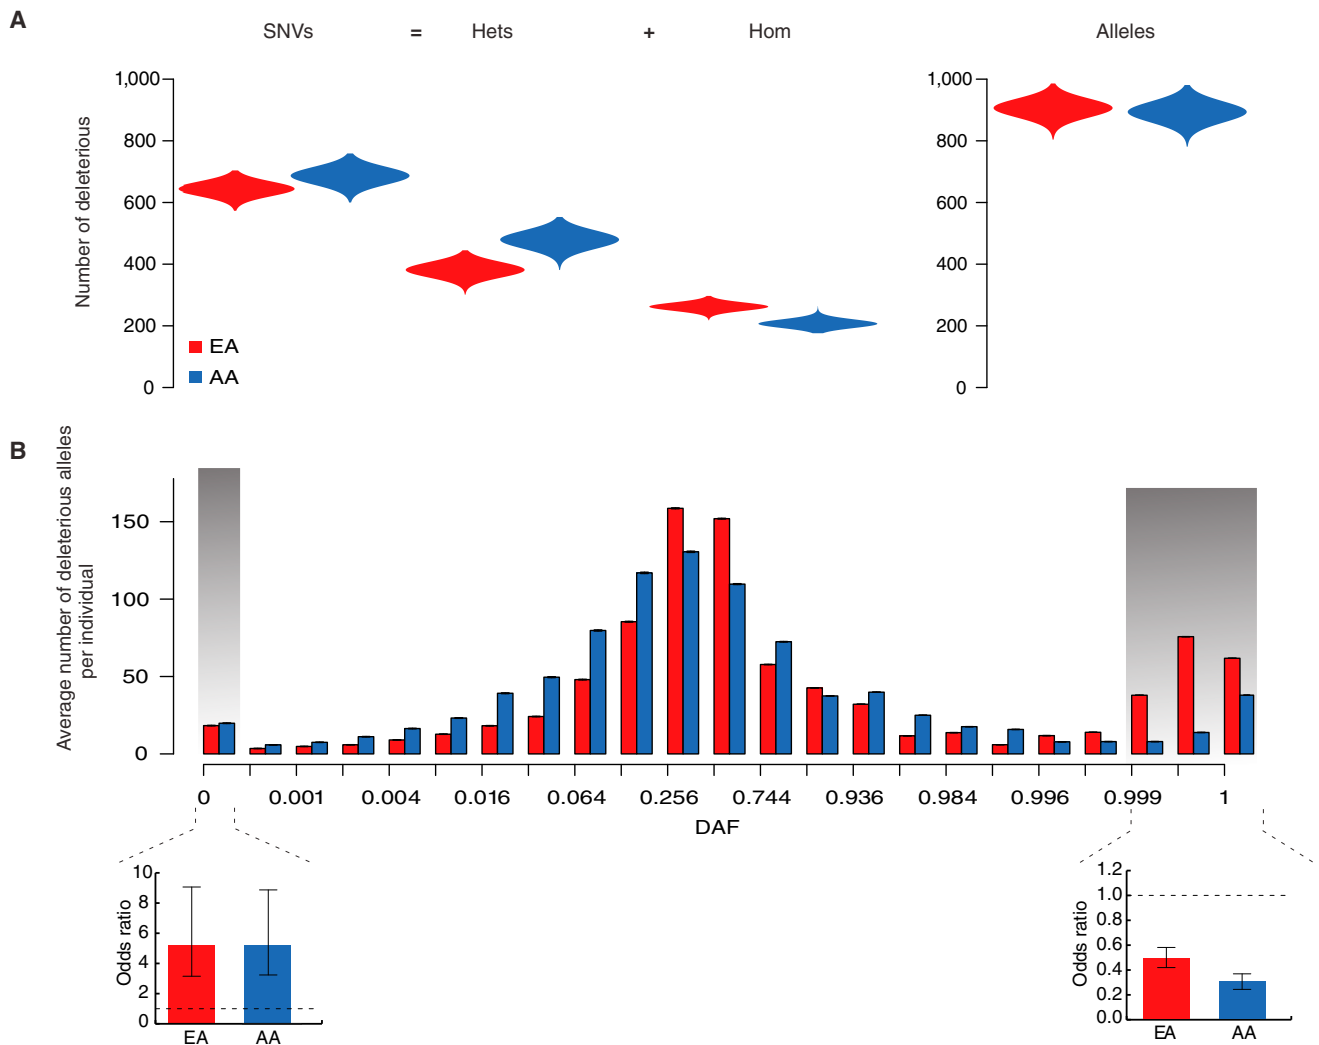 A
SNVs = Hets + Hom Alleles
Number of deleterious
1,000
800
600
400
200
0
EA
AA
1,000
800
600
400
200
0
B
Average number of deleterious alleles
per individual
150
100
50
0
0 0.001 0.004 0.016 0.064 0.256 0.744 0.936 0.984 0.996 0.999 1
DAF
Odds ratio
10
8
6
4
2
0
EA AA
Odds ratio
1.2
1.0
0.8
0.6
0.4
0.2
0.0
EA AA